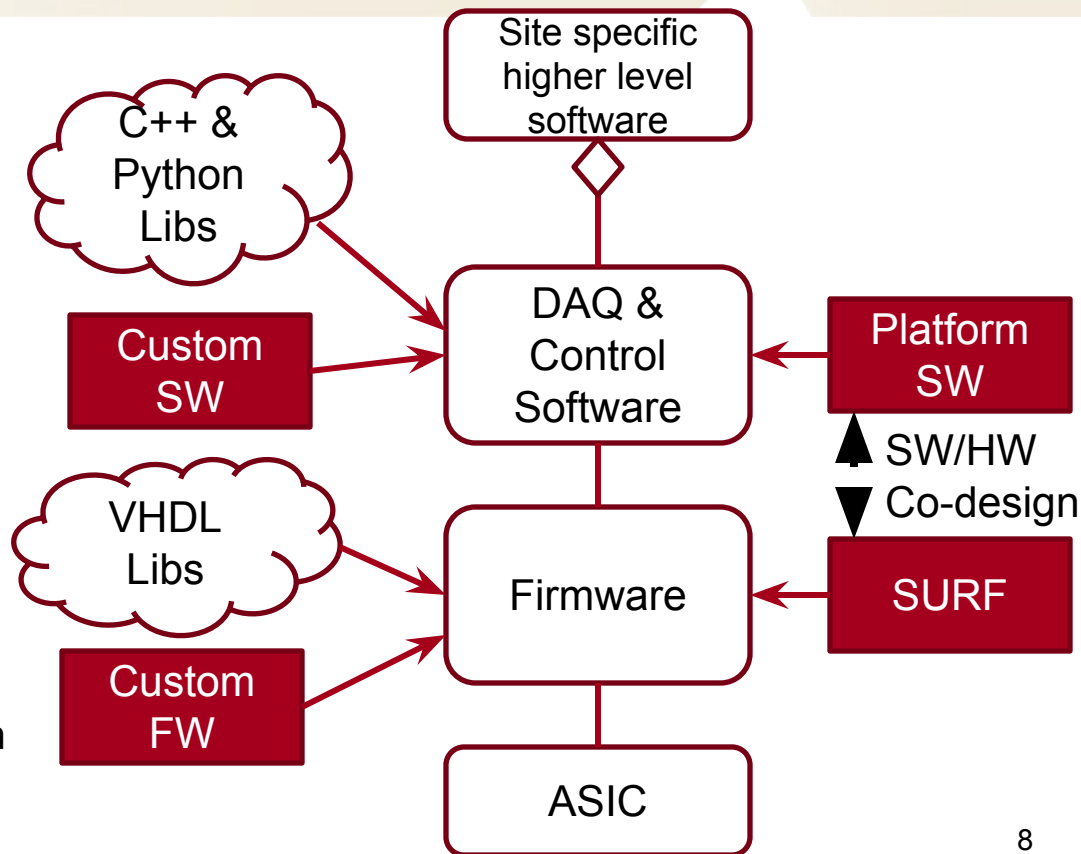 Site specific
higher level
software
C++ &
Python
Libs
DAQ &
Control
Software
Custom
SW
Platform
SW
SW/HW
Co-design
VHDL
Libs
Firmware
SURF
Custom
FW
ASIC
8